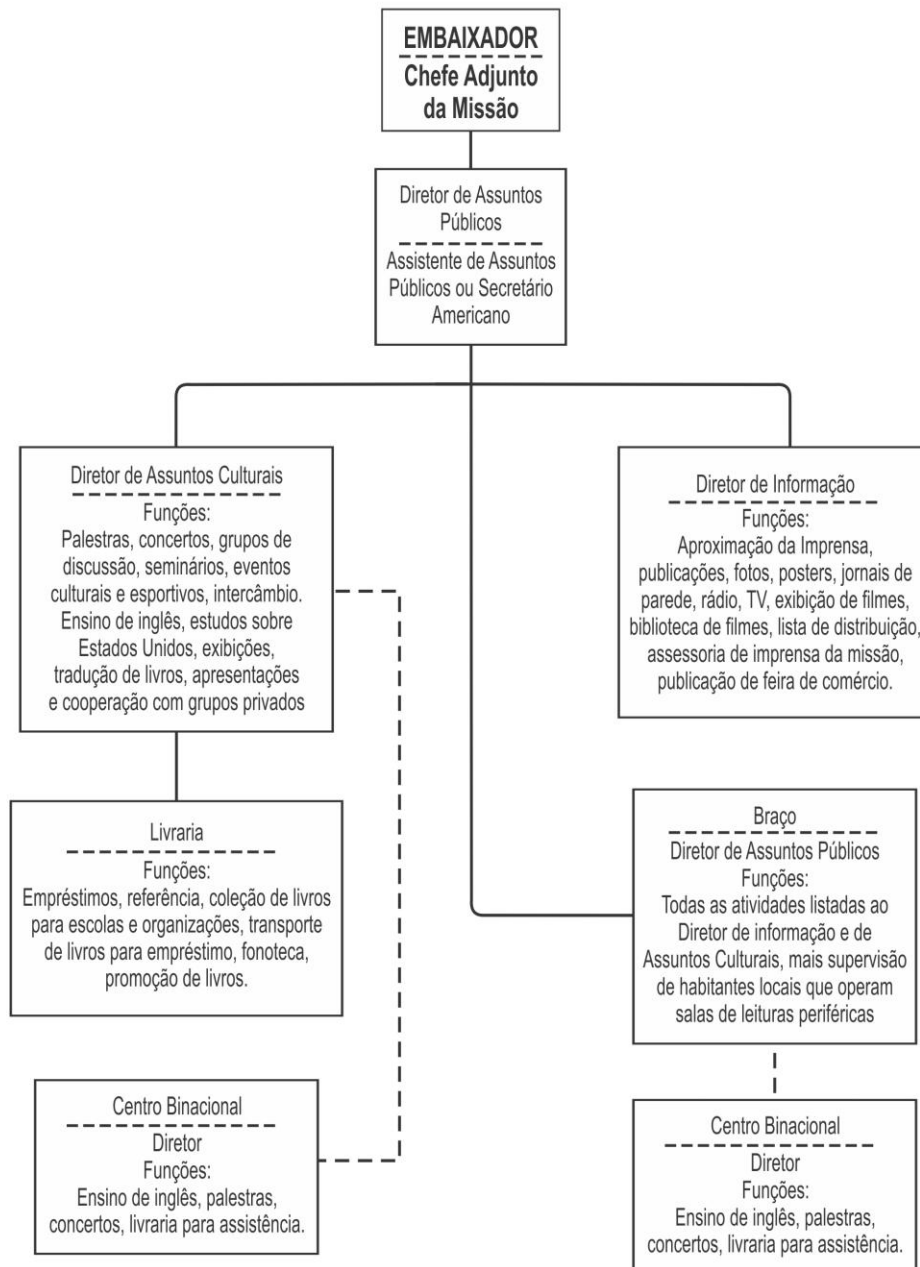 EMBAIXADOR
Chefe Adjunto
da Missão
Diretor de Assuntos
Públicos
Assistente de Assuntos
Públicos ou Secretário
Americano
Diretor de Assuntos Culturais
Funções:
Palestras, concertos, grupos de
discussão, seminários, eventos
culturais e esportivos, intercâmbio.
Ensino de inglês, estudos sobre
Estados Unidos, exibições,
tradução de livros, apresentações
e cooperação com grupos privados
Diretor de Informação
Funções:
Aproximação da Imprensa,
publicações, fotos, posters, jornais de
parede, rádio, TV, exibição de filmes,
biblioteca de filmes, lista de distribuição,
assessoria de imprensa da missão,
publicação de feira de comércio.
Livraria
Funções:
Empréstimos, referência, coleção de livros
para escolas e organizações, transporte
de livros para empréstimo, fonoteca,
promoção de livros.
Braço
Diretor de Assuntos Públicos
Funções:
Todas as atividades listadas ao
Diretor de informação e de
Assuntos Culturais, mais supervisão
de habitantes locais que operam
salas de leituras periféricas
Centro Binacional
Diretor
Funções:
Ensino de inglês, palestras,
concertos, livraria para assistência.
Centro Binacional
Diretor
Funções:
Ensino de inglês, palestras,
concertos, livraria para assistência.